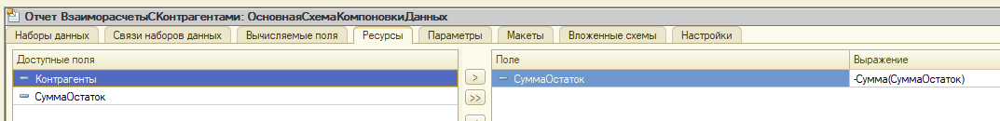 Отчет ВзаиморасчетыСКонтрагентами: ОсновнаяСхемаКомпоновкиДанных
Наборы данных Связи наборов данных Вычисляемые поля Ресурсы Параметры Макеты Вложенные схемы Настройки
Доступные поля
Контрагенты
СуммаОстаток
>
>>
Поле Выражение
СуммаОстаток -Сумма(СуммаОстаток)